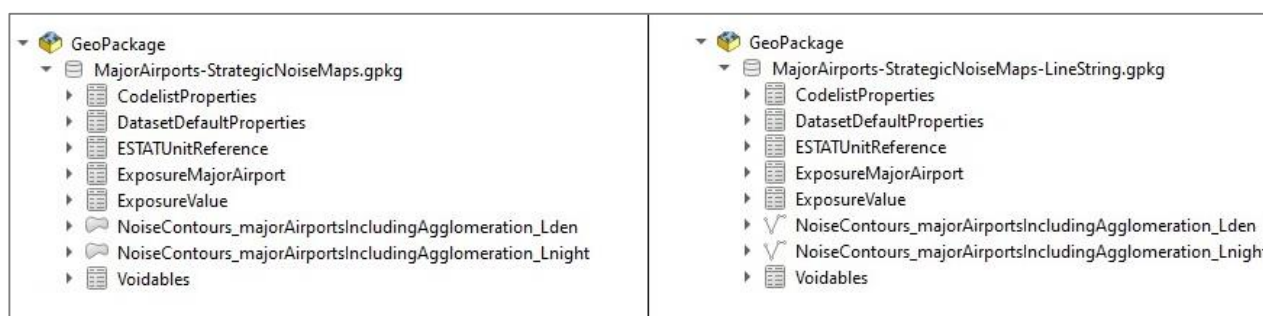 GeoPackage
MajorAirports-StrategicNoiseMaps.gpkg
CodelistProperties
DatasetDefaultProperties
ESTATUnitReference
ExposureMajorAirport
ExposureValue
NoiseContours_majorAirportsIncludingAgglomeration_Lden
NoiseContours_majorAirportsIncludingAgglomeration_Lnight
Voidables
GeoPackage
MajorAirports-StrategicNoiseMaps-LineString.gpkg
CodelistProperties
DatasetDefaultProperties
ESTATUnitReference
ExposureMajorAirport
ExposureValue
NoiseContours_majorAirportsIncludingAgglomeration_Lden
NoiseContours_majorAirportsIncludingAgglomeration_Lnight
Voidables